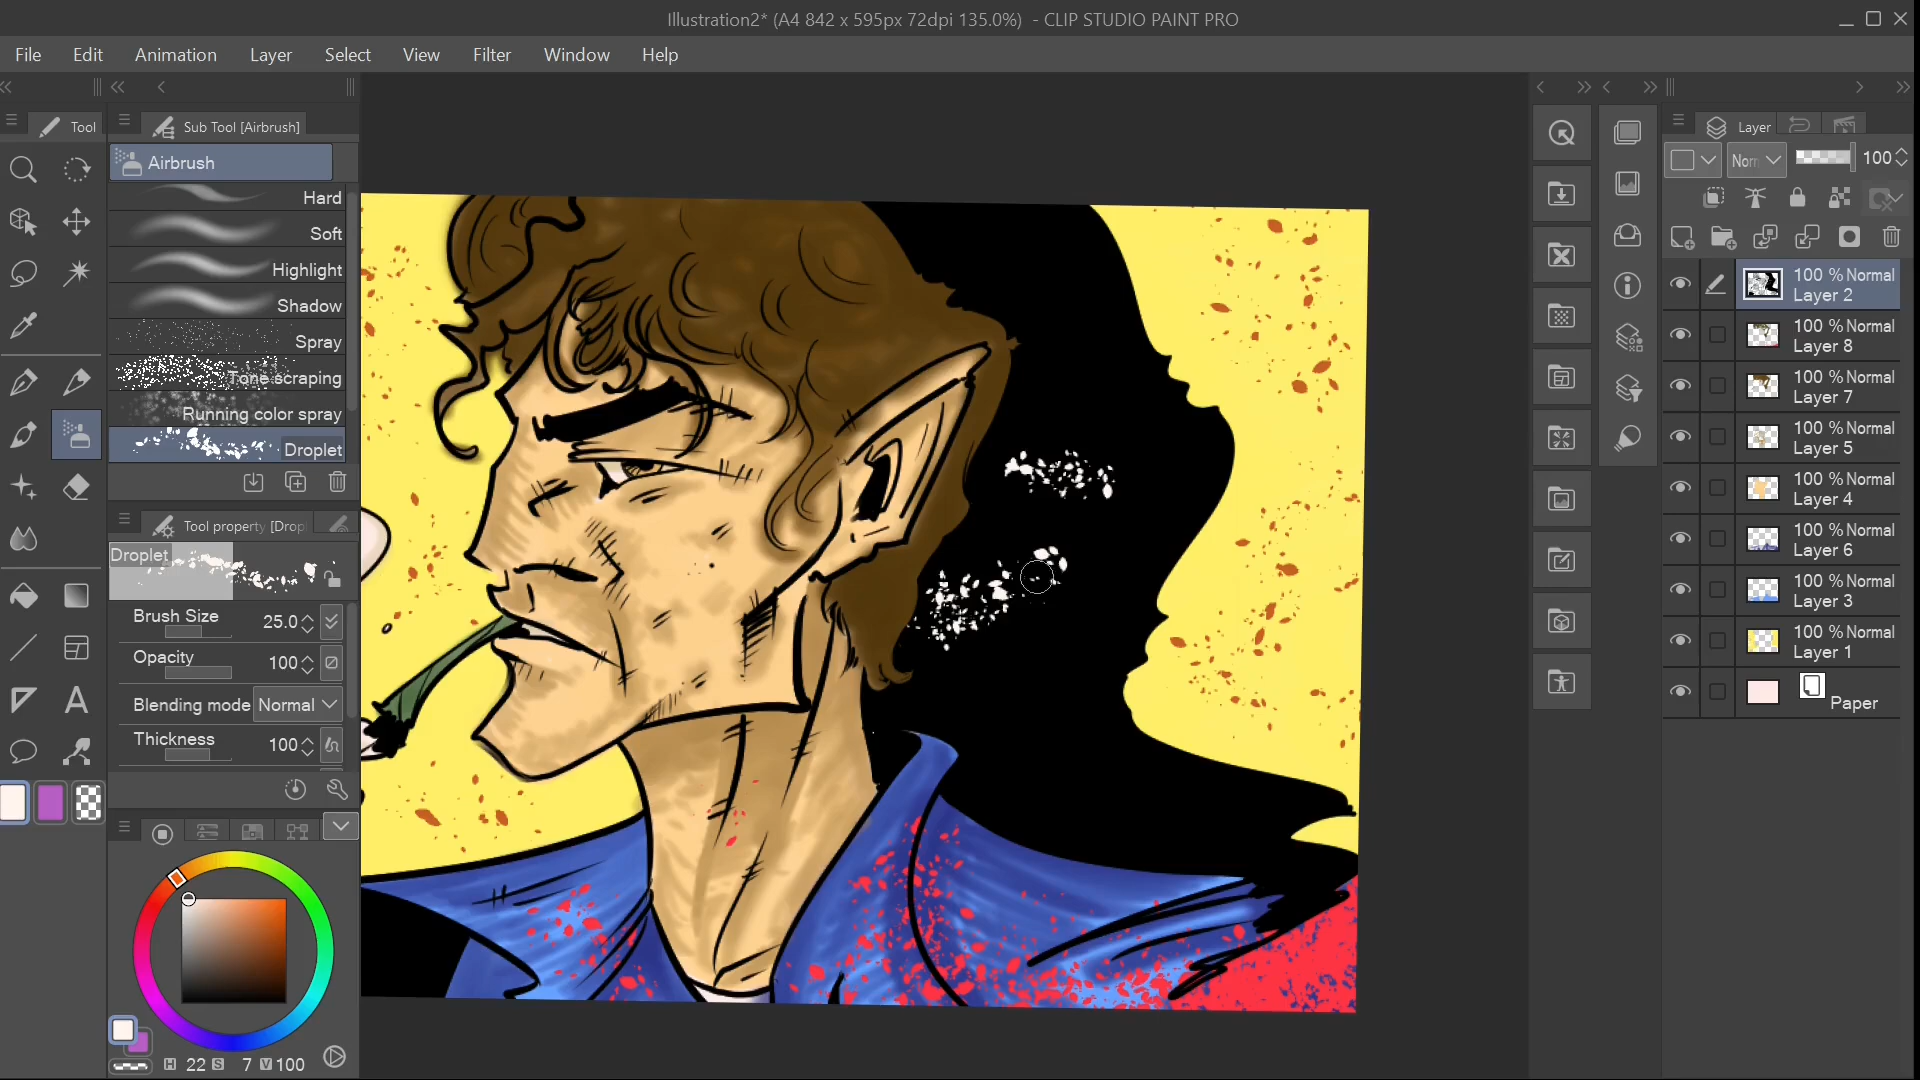 Illustration2* (A4 842 x 595px 72dpi 135.0%) - CLIP STUDIO PAINT PRO
File Edit Animation Layer Select View Filter Window Help
Tool
Sub Tool [Airbrush]
Airbrush
Hard
Soft
Highlight
Shadow
Spray
Tone scraping
Running color spray
Droplet
Tool property [Drop
Droplet
Brush Size 25.0
Opacity 100
Blending mode Normal
Thickness 100
H 22 S 7 V 100
Layer
Norn 100
100 % Normal
Layer 2
100 % Normal
Layer 8
100 % Normal
Layer 7
100 % Normal
Layer 5
100 % Normal
Layer 4
100 % Normal
Layer 6
100 % Normal
Layer 3
100 % Normal
Layer 1
Paper